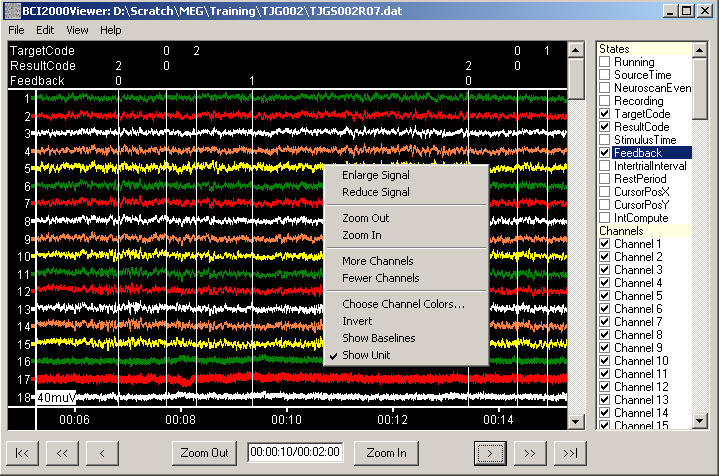 BCI2000Viewer: D:\Scratch\MEG\Training\TJG002\TJGS002R07.dat
File Edit View Help
TargetCode 0 2 0 1
ResultCode 2 0 2 0
Feedback 0 1 0
1
2
3
4
5
6
7
8
9
10
11
12
13
14
15
16
17
18
40muV
00:06 00:08 00:10 00:12 00:14
Enlarge Signal
Reduce Signal
Zoom Out
Zoom In
More Channels
Fewer Channels
Choose Channel Colors...
Invert
Show Baselines
Show Unit
States
Running
SourceTime
NeuroscanEven
Recording
TargetCode
ResultCode
StimulusTime
Feedback
IntertrialInterval
RestPeriod
CursorPosX
CursorPosY
IntCompute
Channels
Channel 1
Channel 2
Channel 3
Channel 4
Channel 5
Channel 6
Channel 7
Channel 8
Channel 9
Channel 10
Channel 11
Channel 12
Channel 13
Channel 14
Channel 15
|<< << < Zoom Out 00:00:10/00:02:00 Zoom In > >> >>|